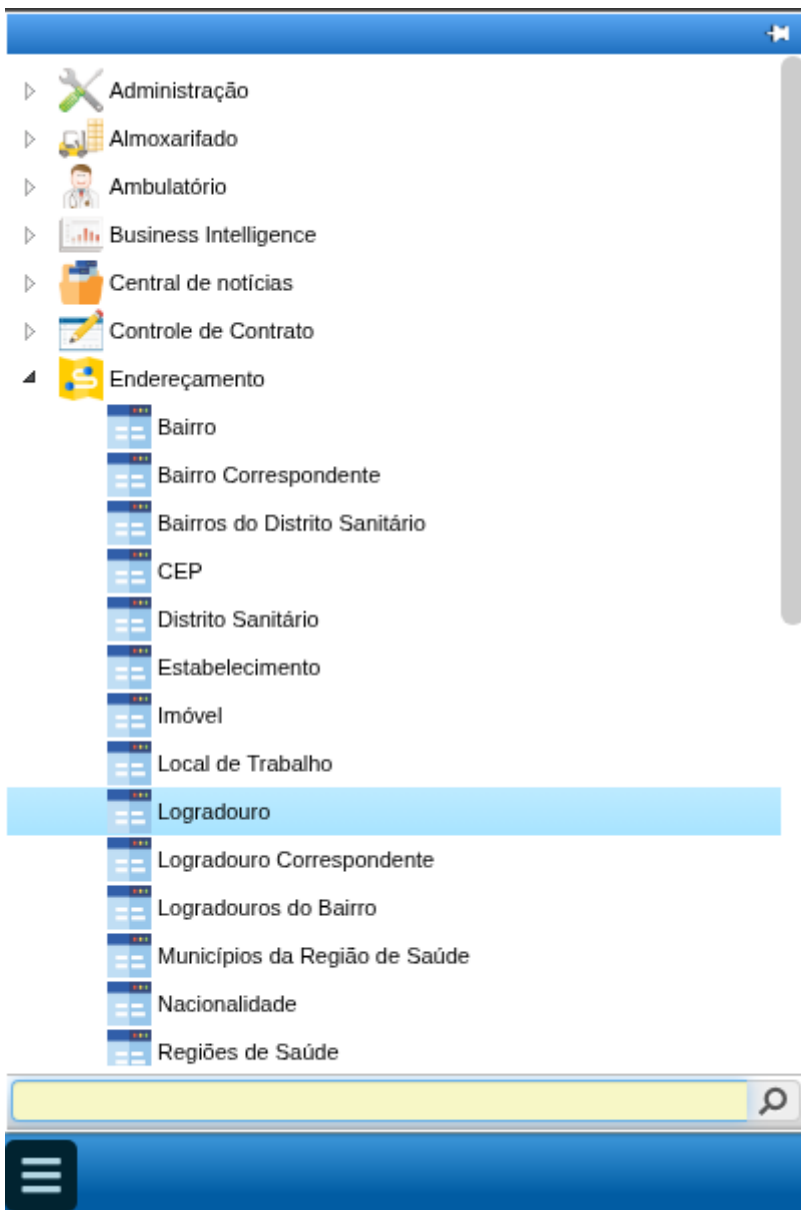 Administração
Almoxarifado
Ambulatório
Business Intelligence
Central de notícias
Controle de Contrato
Endereçamento
Bairro
Bairro Correspondente
Bairros do Distrito Sanitário
CEP
Distrito Sanitário
Estabelecimento
Imóvel
Local de Trabalho
Logradouro
Logradouro Correspondente
Logradouros do Bairro
Municípios da Região de Saúde
Nacionalidade
Regiões de Saúde